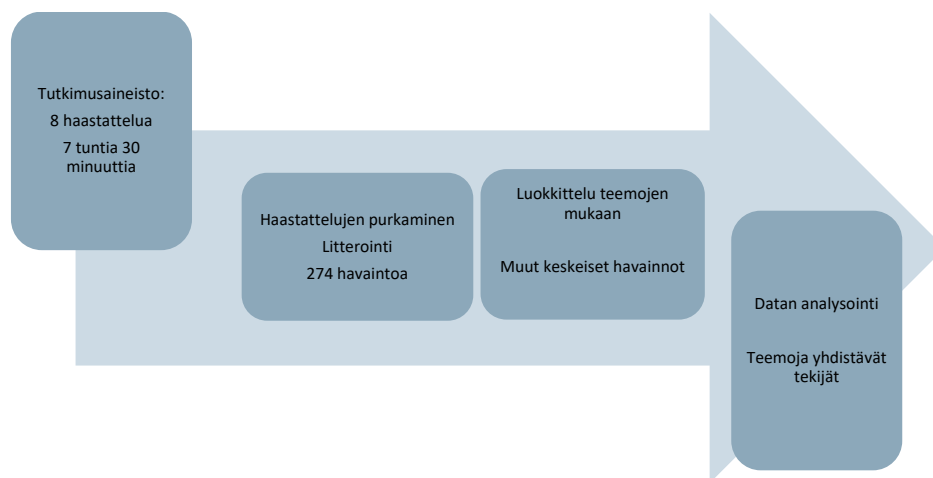 Tutkimusaineisto:
8 haastattelua
7 tuntia 30
minuuttia
Haastattelujen purkaminen
Litterointi
274 havaintoa
Luokkittelu teemojen
mukaan
Muut keskeiset havainnot
Datan analysointi
Teemoja yhdistävät
tekijät